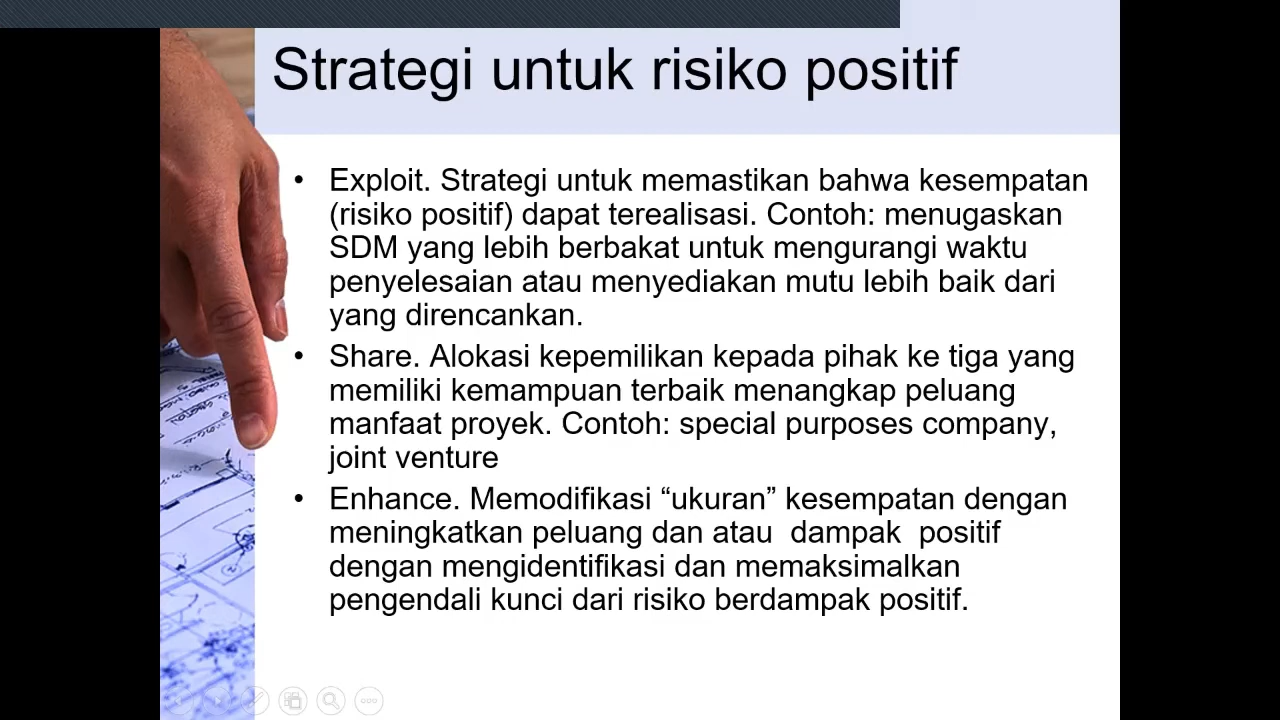 Strategi untuk risiko positif
• Exploit. Strategi untuk memastikan bahwa kesempatan
(risiko positif) dapat terealisasi. Contoh: menugaskan
SDM yang lebih berbakat untuk mengurangi waktu
penyelesaian atau menyediakan mutu lebih baik dari
yang direncankan.
• Share. Alokasi kepemilikan kepada pihak ke tiga yang
memiliki kemampuan terbaik menangkap peluang
manfaat proyek. Contoh: special purposes company,
joint venture
• Enhance. Memodifikasi “ukuran” kesempatan dengan
meningkatkan peluang dan atau  dampak  positif
dengan mengidentifikasi dan memaksimalkan
pengendali kunci dari risiko berdampak positif.